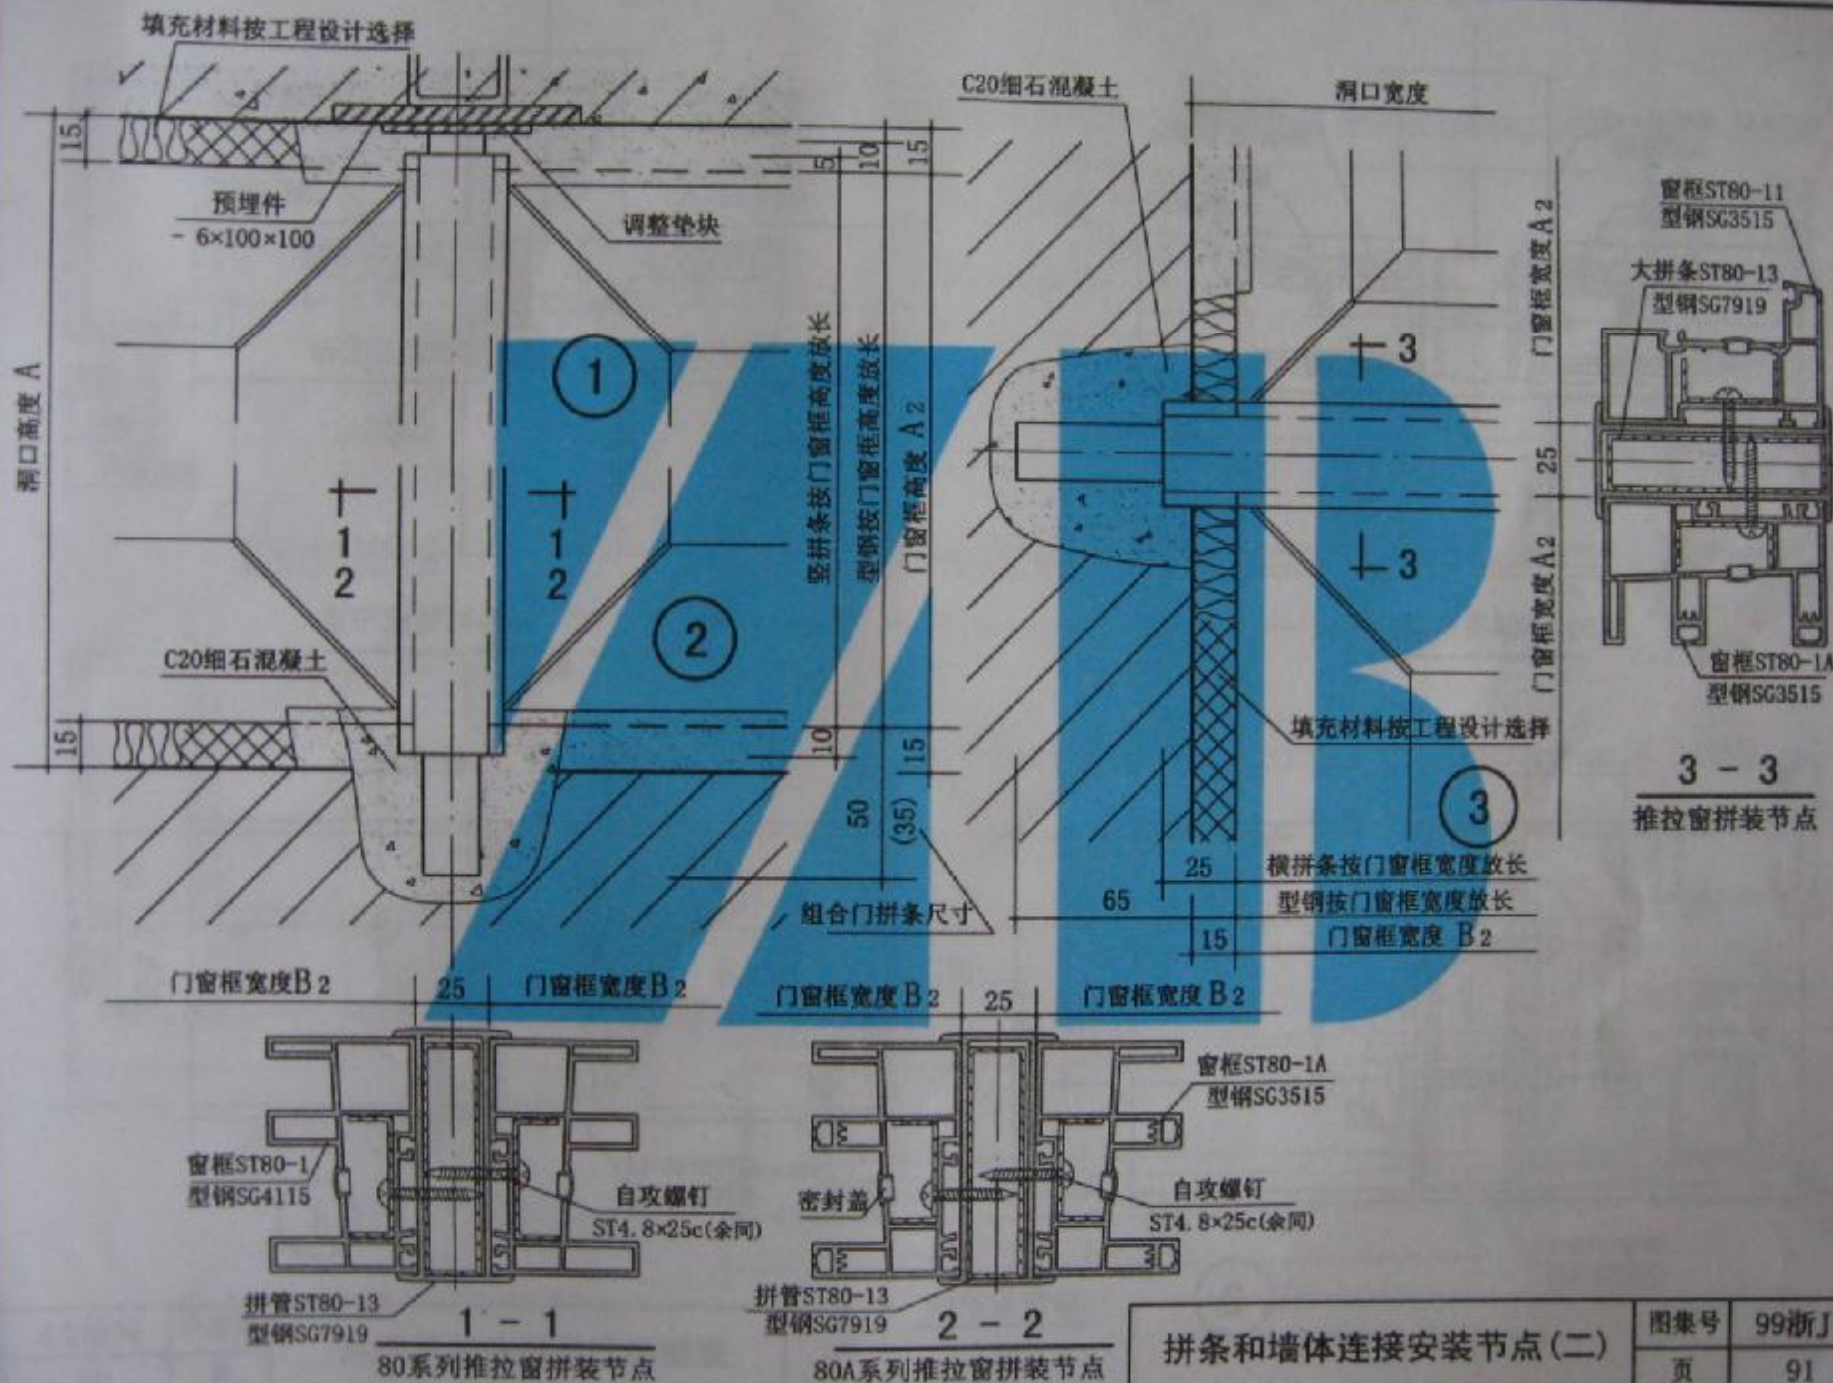 填充材料按工程设计选择
15
预埋件
- 6×100×100
调整垫块
5
10
15
洞口高度 A
竖拼条按门窗框高度放长
型钢按门窗框高度放长
门窗框高度 A2
1
1
2
1
2
2
C20细石混凝土
15
10
15
50
(35)
组合门拼条尺寸
C20细石混凝土
洞口宽度
门窗框宽度A2
25
门窗框宽度A2
3
3
填充材料按工程设计选择
3
25
横拼条按门窗框宽度放长
65
型钢按门窗框宽度放长
15
门窗框宽度 B2
窗框ST80-11
型钢SG3515
大拼条ST80-13
型钢SG7919
窗框ST80-1A
型钢SG3515
3 - 3
推拉窗拼装节点
门窗框宽度B2
25
门窗框宽度B2
窗框ST80-1
型钢SG4115
自攻螺钉
ST4.8×25c(余同)
拼管ST80-13
型钢SG7919
1 - 1
80系列推拉窗拼装节点
门窗框宽度B2
25
门窗框宽度B2
窗框ST80-1A
型钢SG3515
密封盖
自攻螺钉
ST4.8×25c(余同)
拼管ST80-13
型钢SG7919
2 - 2
80A系列推拉窗拼装节点
拼条和墙体连接安装节点(二)
图集号
99浙J
页
91